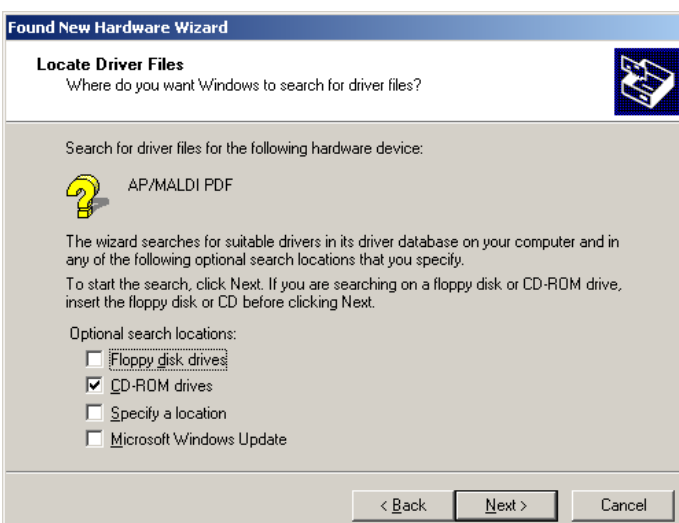 Found New Hardware Wizard
Locate Driver Files
Where do you want Windows to search for driver files?
Search for driver files for the following hardware device:
AP/MALDI PDF
The wizard searches for suitable drivers in its driver database on your computer and in
any of the following optional search locations that you specify.
To start the search, click Next. If you are searching on a floppy disk or CD-ROM drive,
insert the floppy disk or CD before clicking Next.
Optional search locations:
Floppy disk drives
CD-ROM drives
Specify a location
Microsoft Windows Update
< Back
Next >
Cancel